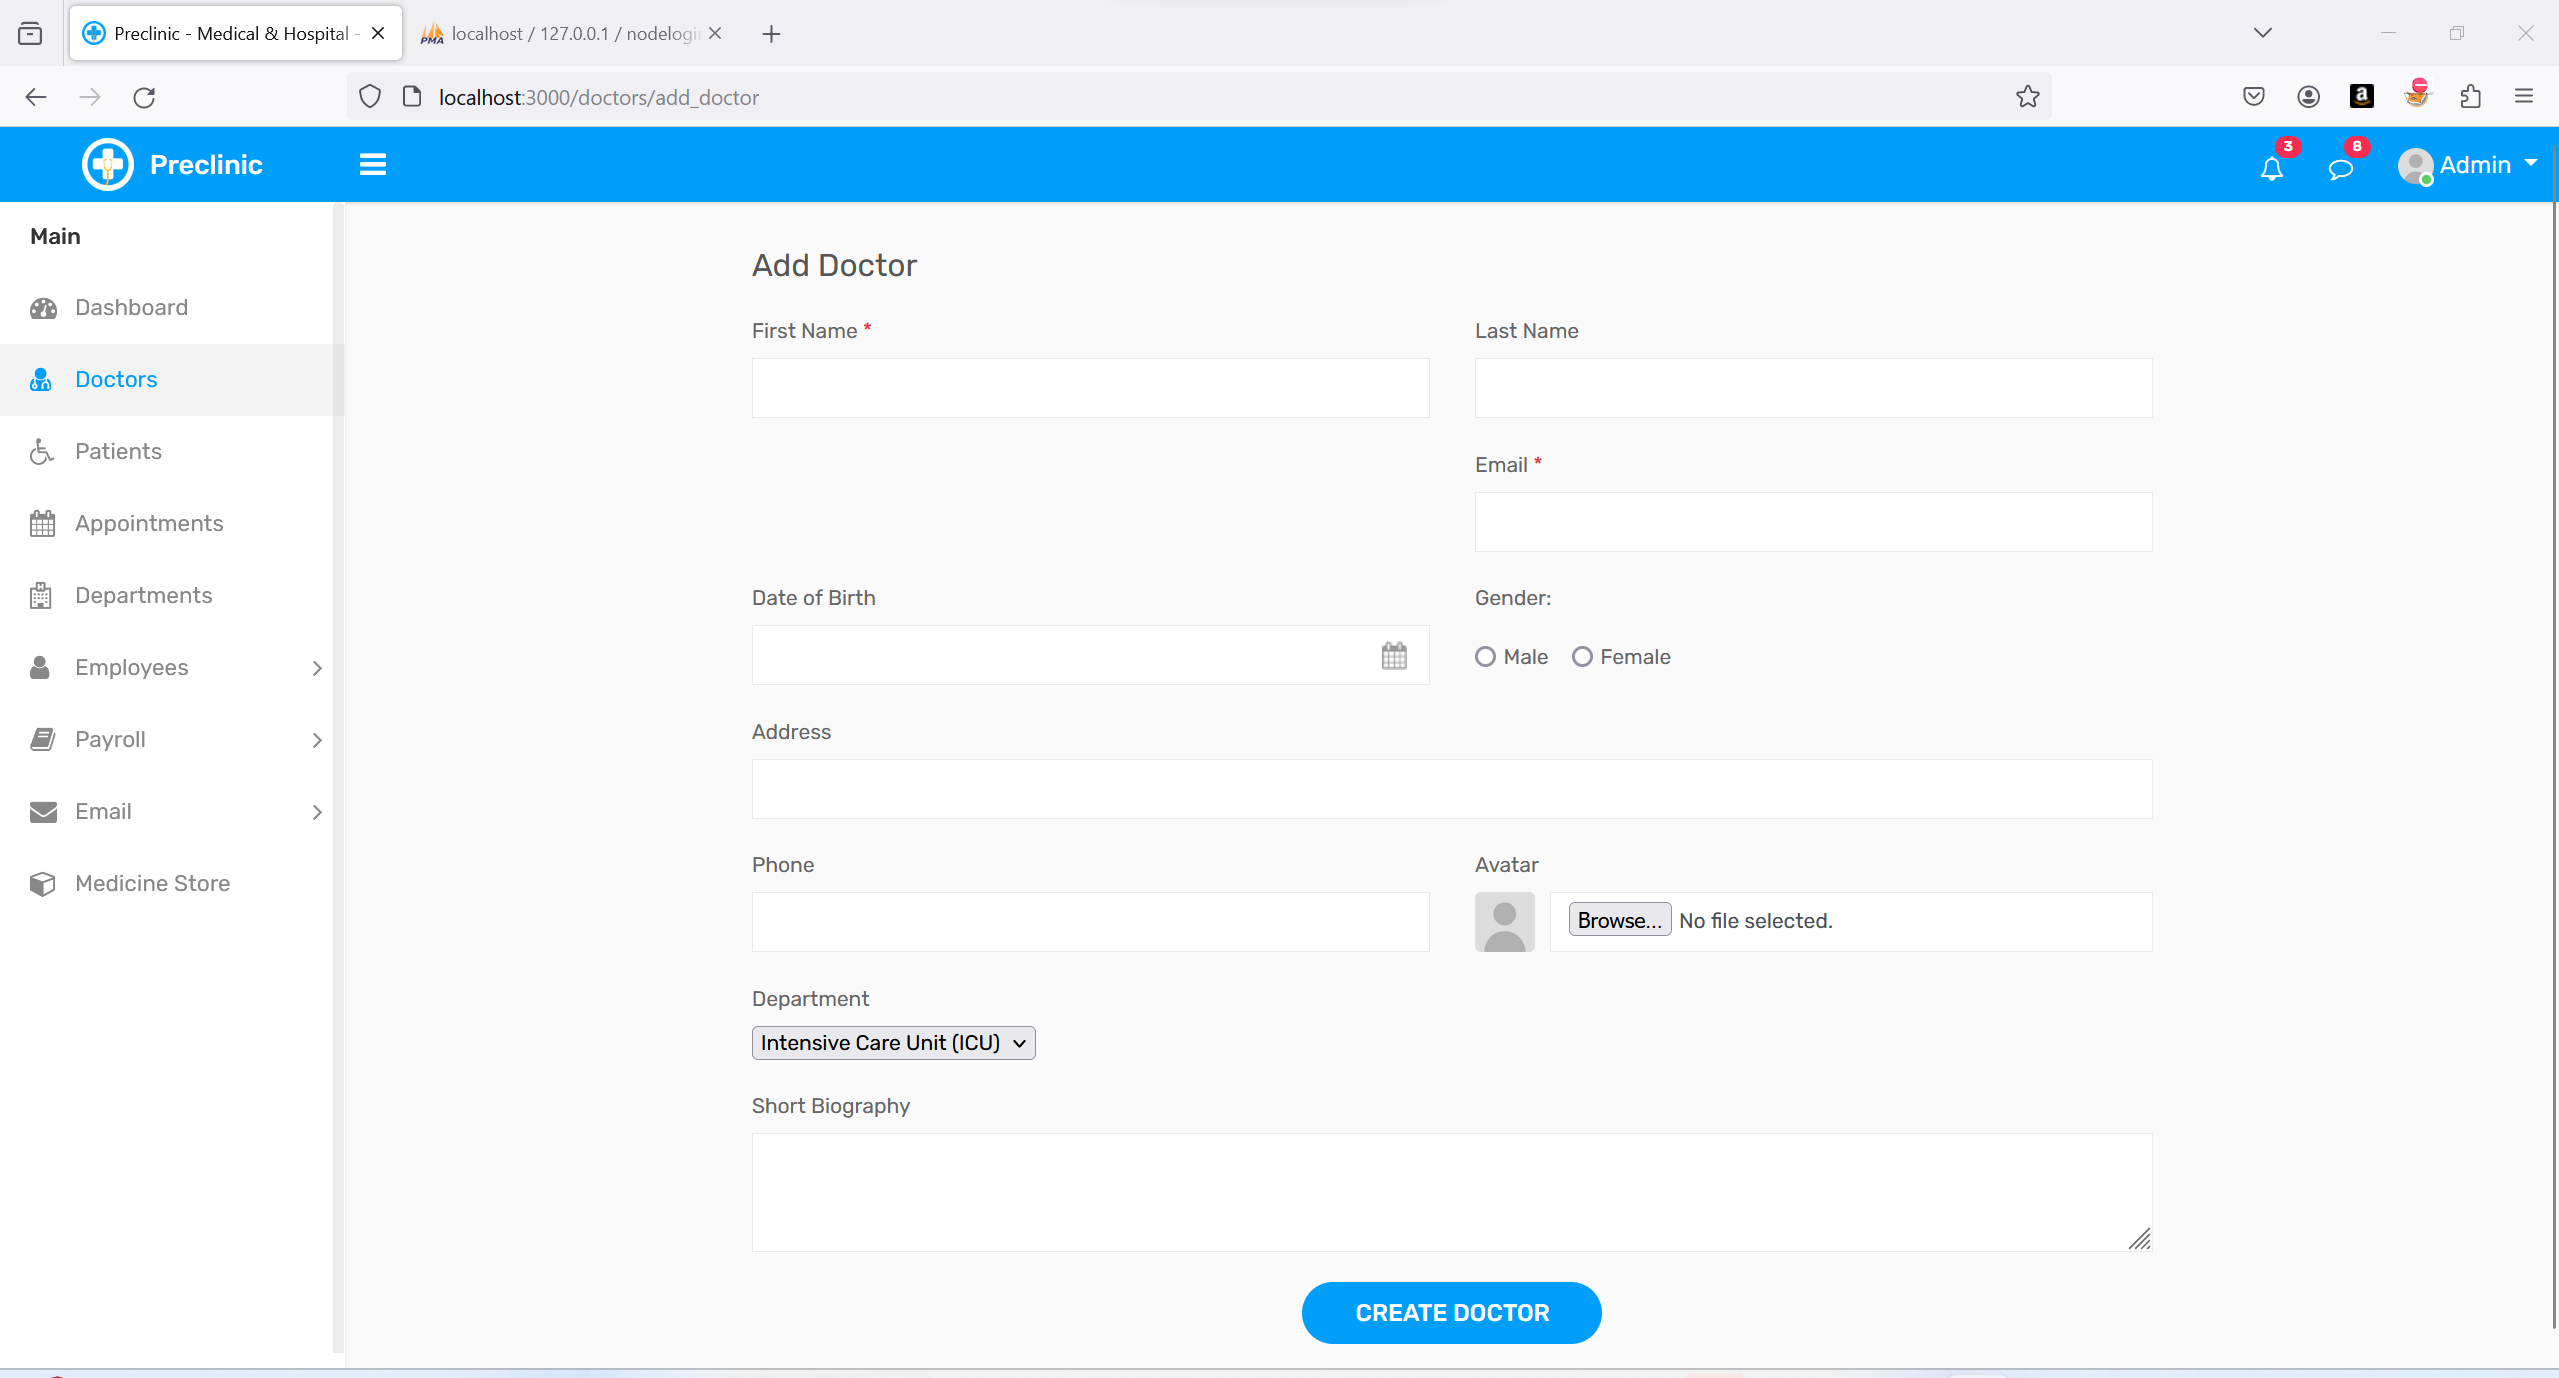 Preclinic - Medical & Hospital -
localhost / 127.0.0.1 / nodelogi
localhost:3000/doctors/add_doctor
Preclinic
3
8
Admin
Main
Dashboard
Doctors
Patients
Appointments
Departments
Employees
Payroll
Email
Medicine Store
Add Doctor
First Name *
Last Name
Email *
Date of Birth
Gender:
Male
Female
Address
Phone
Avatar
Browse... No file selected.
Department
Intensive Care Unit (ICU)
Short Biography
CREATE DOCTOR